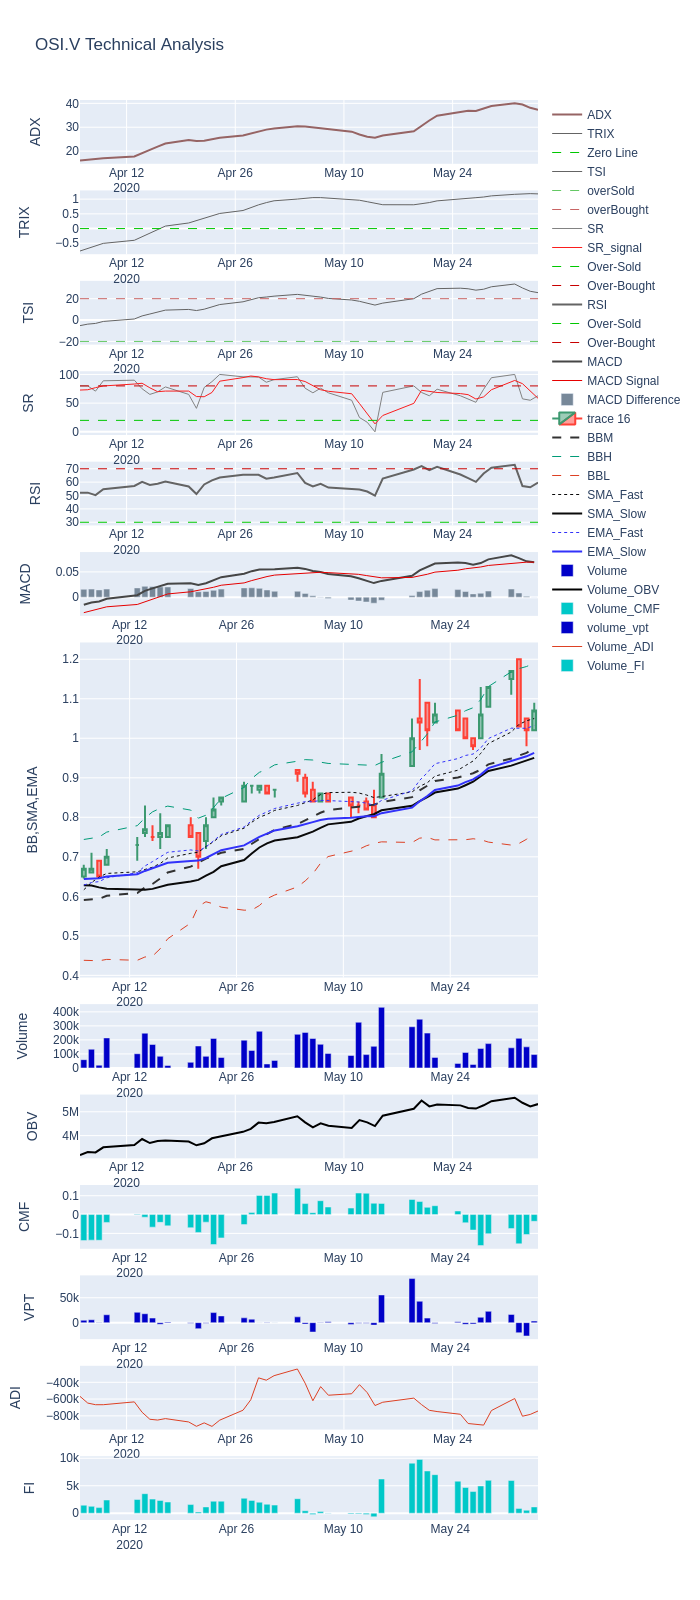 OSI.V Technical Analysis
ADX
40
30
20
Apr 12
2020
Apr 26
May 10
May 24
TRIX
1
0.5
0
−0.5
Apr 12
2020
Apr 26
May 10
May 24
TSI
20
0
−20
Apr 12
2020
Apr 26
May 10
May 24
SR
100
50
0
Apr 12
2020
Apr 26
May 10
May 24
RSI
70
60
50
40
30
Apr 12
2020
Apr 26
May 10
May 24
MACD
0.05
0
Apr 12
2020
Apr 26
May 10
May 24
BB,SMA,EMA
1.2
1.1
1
0.9
0.8
0.7
0.6
0.5
0.4
Apr 12
2020
Apr 26
May 10
May 24
Volume
400k
300k
200k
100k
0
Apr 12
2020
Apr 26
May 10
May 24
OBV
5M
4M
Apr 12
2020
Apr 26
May 10
May 24
CMF
0.1
0
−0.1
Apr 12
2020
Apr 26
May 10
May 24
VPT
50k
0
Apr 12
2020
Apr 26
May 10
May 24
ADI
−400k
−600k
−800k
Apr 12
2020
Apr 26
May 10
May 24
FI
10k
5k
0
Apr 12
2020
Apr 26
May 10
May 24
ADX
TRIX
Zero Line
TSI
overSold
overBought
SR
SR_signal
Over-Sold
Over-Bought
RSI
Over-Sold
Over-Bought
MACD
MACD Signal
MACD Difference
trace 16
BBM
BBH
BBL
SMA_Fast
SMA_Slow
EMA_Fast
EMA_Slow
Volume
Volume_OBV
Volume_CMF
volume_vpt
Volume_ADI
Volume_FI